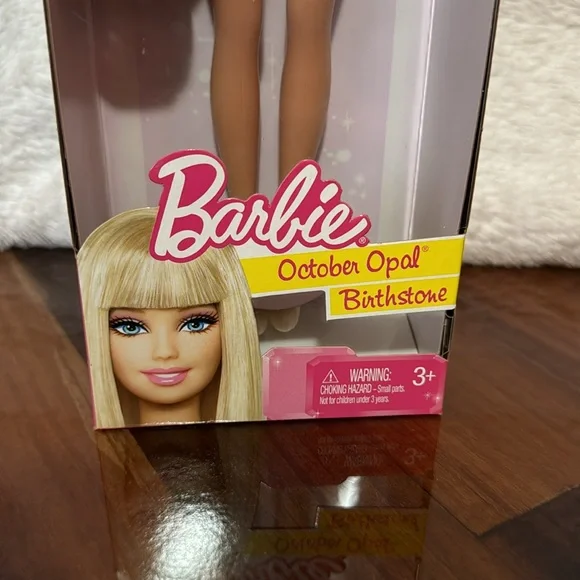 Barbie®
October Opal®
Birthstone
WARNING:
CHOKING HAZARD – Small parts.
Not for children under 3 years.
3+